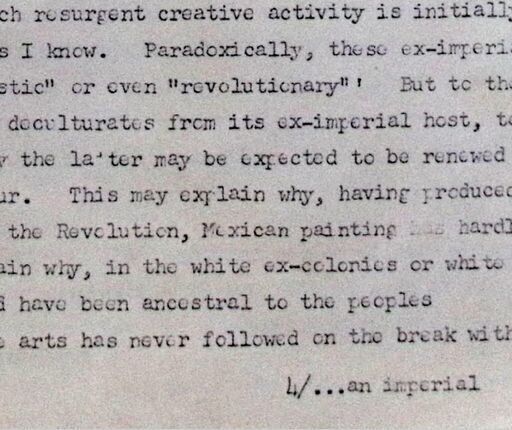 ch resurgent creative activity is initially
s I know. Paradoxically, these ex-imperia
stic" or even "revolutionary"' But to the
deculturates from its ex-imperial host, t
the latter may be expected to be renewed
ur. This may explain why, having produced
the Revolution, Mexican painting has hardl
ain why, in the white ex-colonies or white
d have been ancestral to the peoples
arts has never followed on the break with
4/...an imperial